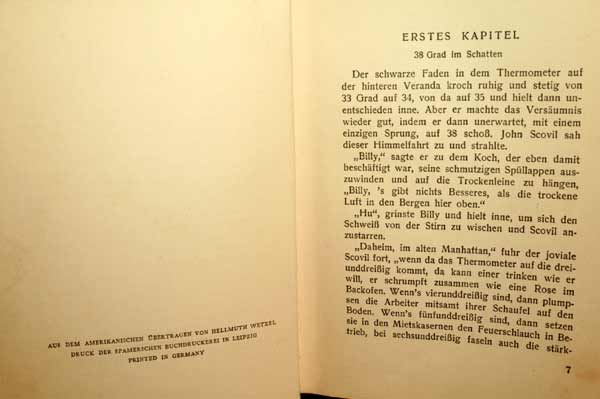 AUS DEM AMERIKANISCHEN ÜBERTRAGEN VON HELLMUTH WETZEL
DRUCK DER SPAMERSCHEN BUCHDRUCKEREI IN LEIPZIG
PRINTED IN GERMANY
ERSTES KAPITEL
38 Grad im Schatten
Der schwarze Faden in dem Thermometer auf
der hinteren Veranda kroch ruhig und stetig von
33 Grad auf 34, von da auf 35 und hielt dann un-
entschieden inne. Aber er machte das Versäumnis
wieder gut, indem er dann unerwartet, mit einem
einzigen Sprung, auf 38 schoß. John Scovil sah
dieser Himmelfahrt zu und strahlte.
„Billy,“ sagte er zu dem Koch, der eben damit
beschäftigt war, seine schmutzigen Spüllappen aus-
zuwinden und auf die Trockenleine zu hängen,
„Billy, 's gibt nichts Besseres, als die trockene
Luft in den Bergen hier oben.“
„Hu“, grinste Billy und hielt inne, um sich den
Schweiß von der Stirn zu wischen und Scovil an-
zustarren.
„Daheim, im alten Manhattan,“ fuhr der joviale
Scovil fort, „wenn da das Thermometer auf die drei-
unddreißig kommt, da kann einer trinken wie er
will, er schrumpft zusammen wie eine Rose im
Backofen. Wenn's vierunddreißig sind, dann plump-
sen die Arbeiter mitsamt ihrer Schaufel auf den
Boden. Wenn's fünfunddreißig sind, dann setzen
sie in den Mietskasernen den Feuerschlauch in Be-
trieb, bei sechsunddreißig faseln auch die stärk-
7